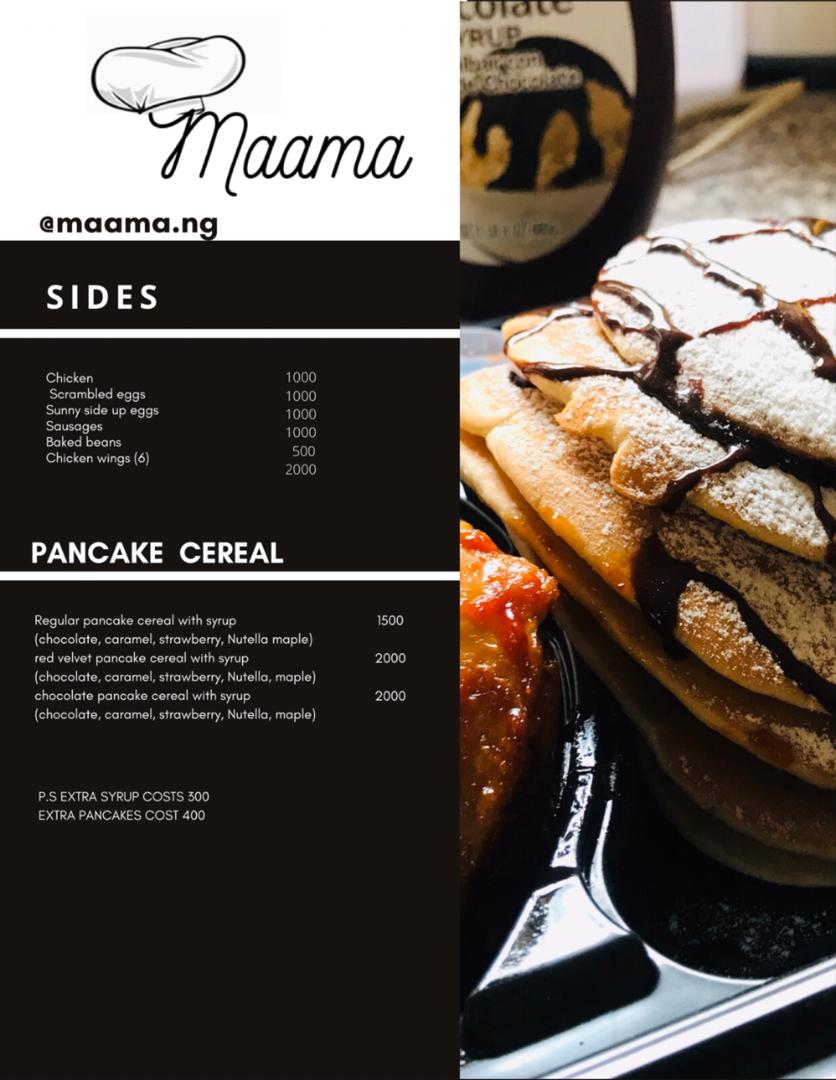 Maama
@maama.ng
SIDES
Chicken 1000
Scrambled eggs 1000
Sunny side up eggs 1000
Sausages 1000
Baked beans 500
Chicken wings (6) 2000
PANCAKE CEREAL
Regular pancake cereal with syrup 1500
(chocolate, caramel, strawberry, Nutella maple)
red velvet pancake cereal with syrup 2000
(chocolate, caramel, strawberry, Nutella, maple)
chocolate pancake cereal with syrup 2000
(chocolate, caramel, strawberry, Nutella, maple)
P.S EXTRA SYRUP COSTS 300
EXTRA PANCAKES COST 400
colate
YRUP